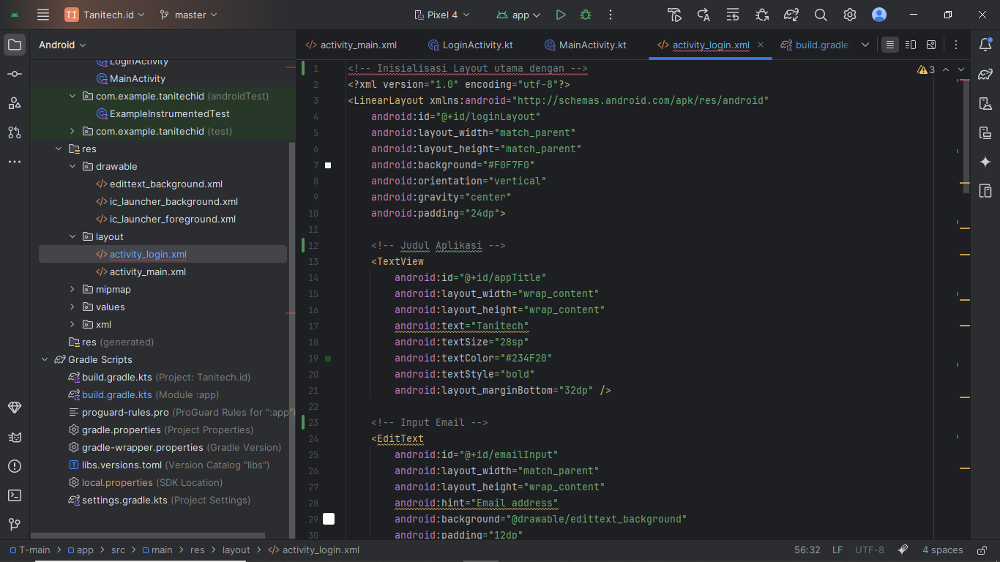 TI Tanitech.id master Pixel 4 app
Android
activity_main.xml LoginActivity.kt MainActivity.kt activity_login.xml build.gradle
LoginActivity
MainActivity
com.example.tanitechid (androidTest)
ExampleInstrumentedTest
com.example.tanitechid (test)
res
drawable
edittext_background.xml
ic_launcher_background.xml
ic_launcher_foreground.xml
layout
activity_login.xml
activity_main.xml
mipmap
values
xml
res (generated)
Gradle Scripts
build.gradle.kts (Project: Tanitech.id)
build.gradle.kts (Module :app)
proguard-rules.pro (ProGuard Rules for ":app")
gradle.properties (Project Properties)
gradle-wrapper.properties (Gradle Version)
libs.versions.toml (Version Catalog "libs")
local.properties (SDK Location)
settings.gradle.kts (Project Settings)
3
1 <!-- Inisialisasi Layout utama dengan -->
2 <?xml version="1.0" encoding="utf-8"?>
3 <LinearLayout xmlns:android="http://schemas.android.com/apk/res/android"
4 android:id="@+id/loginLayout"
5 android:layout_width="match_parent"
6 android:layout_height="match_parent"
7 android:background="#F0F7F0"
8 android:orientation="vertical"
9 android:gravity="center"
10 android:padding="24dp">
11
12 <!-- Judul Aplikasi -->
13 <TextView
14 android:id="@+id/appTitle"
15 android:layout_width="wrap_content"
16 android:layout_height="wrap_content"
17 android:text="Tanitech"
18 android:textSize="28sp"
19 android:textColor="#234F20"
20 android:textStyle="bold"
21 android:layout_marginBottom="32dp" />
22
23 <!-- Input Email -->
24 <EditText
25 android:id="@+id/emailInput"
26 android:layout_width="match_parent"
27 android:layout_height="wrap_content"
28 android:hint="Email address"
29 android:background="@drawable/edittext_background"
30 android:padding="12dp"
T-main > app > src > main > res > layout > activity_login.xml 56:32 LF UTF-8 4 spaces